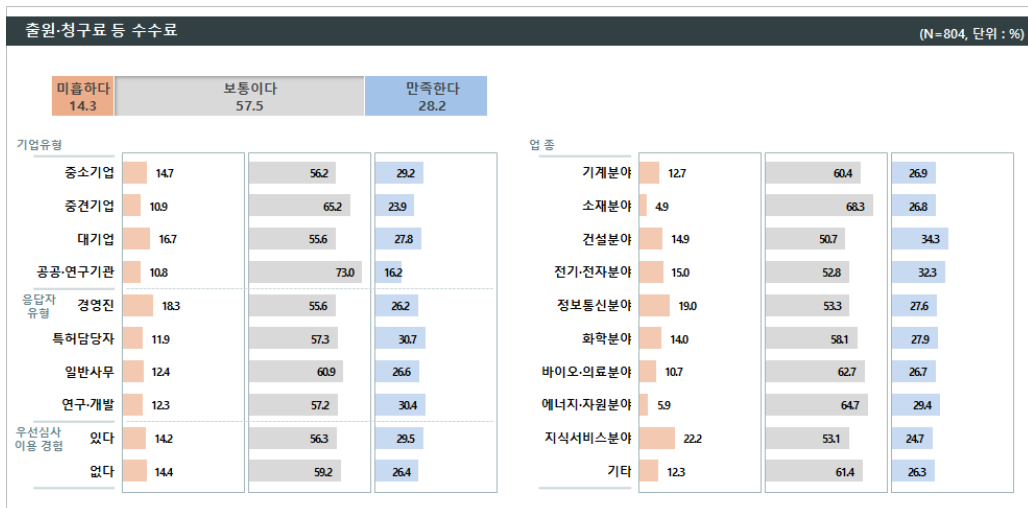 출원·청구료 등 수수료 (N=804, 단위 : %)
미흡하다 보통이다 만족한다
14.3 57.5 28.2
기업유형
중소기업 14.7 56.2 29.2
중견기업 10.9 65.2 23.9
대기업 16.7 55.6 27.8
공공·연구기관 10.8 73.0 16.2
응답자
유형
경영진 18.3 55.6 26.2
특허담당자 11.9 57.3 30.7
일반사무 12.4 60.9 26.6
연구·개발 12.3 57.2 30.4
우선심사
이용 경험
있다 14.2 56.3 29.5
없다 14.4 59.2 26.4
업 종
기계분야 12.7 60.4 26.9
소재분야 4.9 68.3 26.8
건설분야 14.9 50.7 34.3
전기·전자분야 15.0 52.8 32.3
정보통신분야 19.0 53.3 27.6
화학분야 14.0 58.1 27.9
바이오·의료분야 10.7 62.7 26.7
에너지·자원분야 5.9 64.7 29.4
지식서비스분야 22.2 53.1 24.7
기타 12.3 61.4 26.3